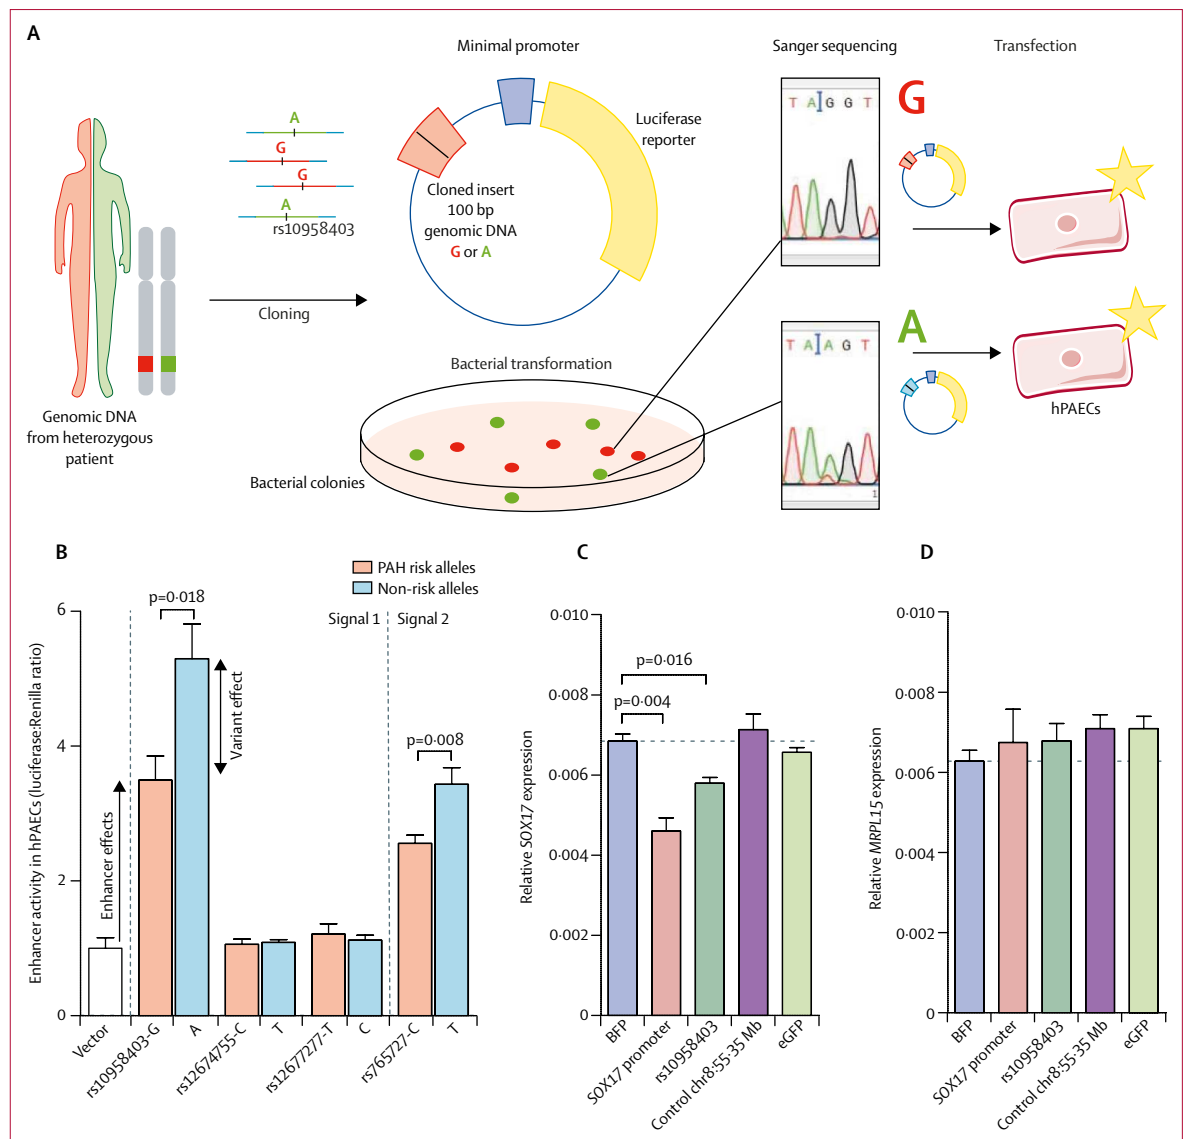 A
Minimal promoter
Sanger sequencing
Transfection
A
G
G
A
rs10958403
Cloning
Genomic DNA
from heterozygous
patient
Luciferase
reporter
Cloned insert
100 bp
genomic DNA
G or A
Bacterial transformation
Bacterial colonies
T A G G T
G
T A A G T
1
A
hPAECs
B
PAH risk alleles
Non-risk alleles
Signal 1
Signal 2
p=0·018
p=0·008
Variant effect
Enhancer effects
Enhancer activity in hPAECs (luciferase:Renilla ratio)
6
4
2
0
Vector
rs10958403-G
A
rs12674755-C
T
rs12677277-T
C
rs765727-C
T
C
p=0·016
p=0·004
Relative SOX17 expression
0·010
0·008
0·006
0·004
0·002
0
BFP
SOX17 promoter
rs10958403
Control chr8:55·35 Mb
eGFP
D
Relative MRPL15 expression
0·010
0·008
0·006
0·004
0·002
0
BFP
SOX17 promoter
rs10958403
Control chr8:55·35 Mb
eGFP